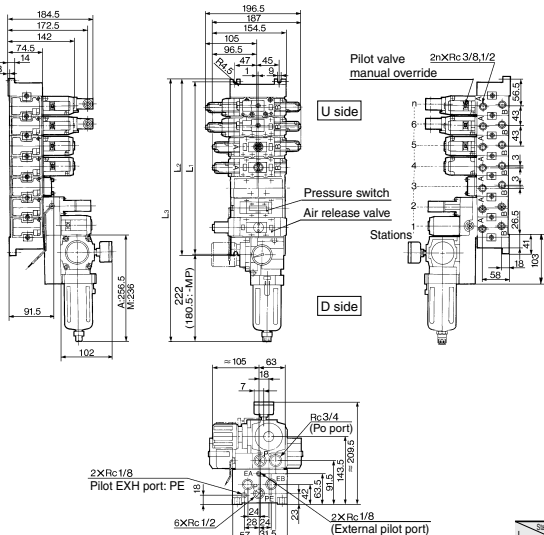 184.5
172.5
142
74.5
14
91.5
102
A:256.5
M:236
196.5
187
154.5
105
96.5
47
45
1
9
R4.5
L2
L1
L3
222
(180.5: -MP)
U side
Pressure switch
Air release valve
D side
Pilot valve
manual override
2n×Rc 3/8,1/2
n
6
5
4
3
2
1
Stations
A
B
56.5
43
43
3
3
26.5
41
18
103
58
≈ 105
63
18
7
Rc3/4
(Po port)
2×Rc1/8
Pilot EXH port: PE
EA
EB
PE
18
6×Rc1/2
24
28
24
57
31.5
23
42
63.5
91.5
143.5
≈ 209.5
2×Rc1/8
(External pilot port)